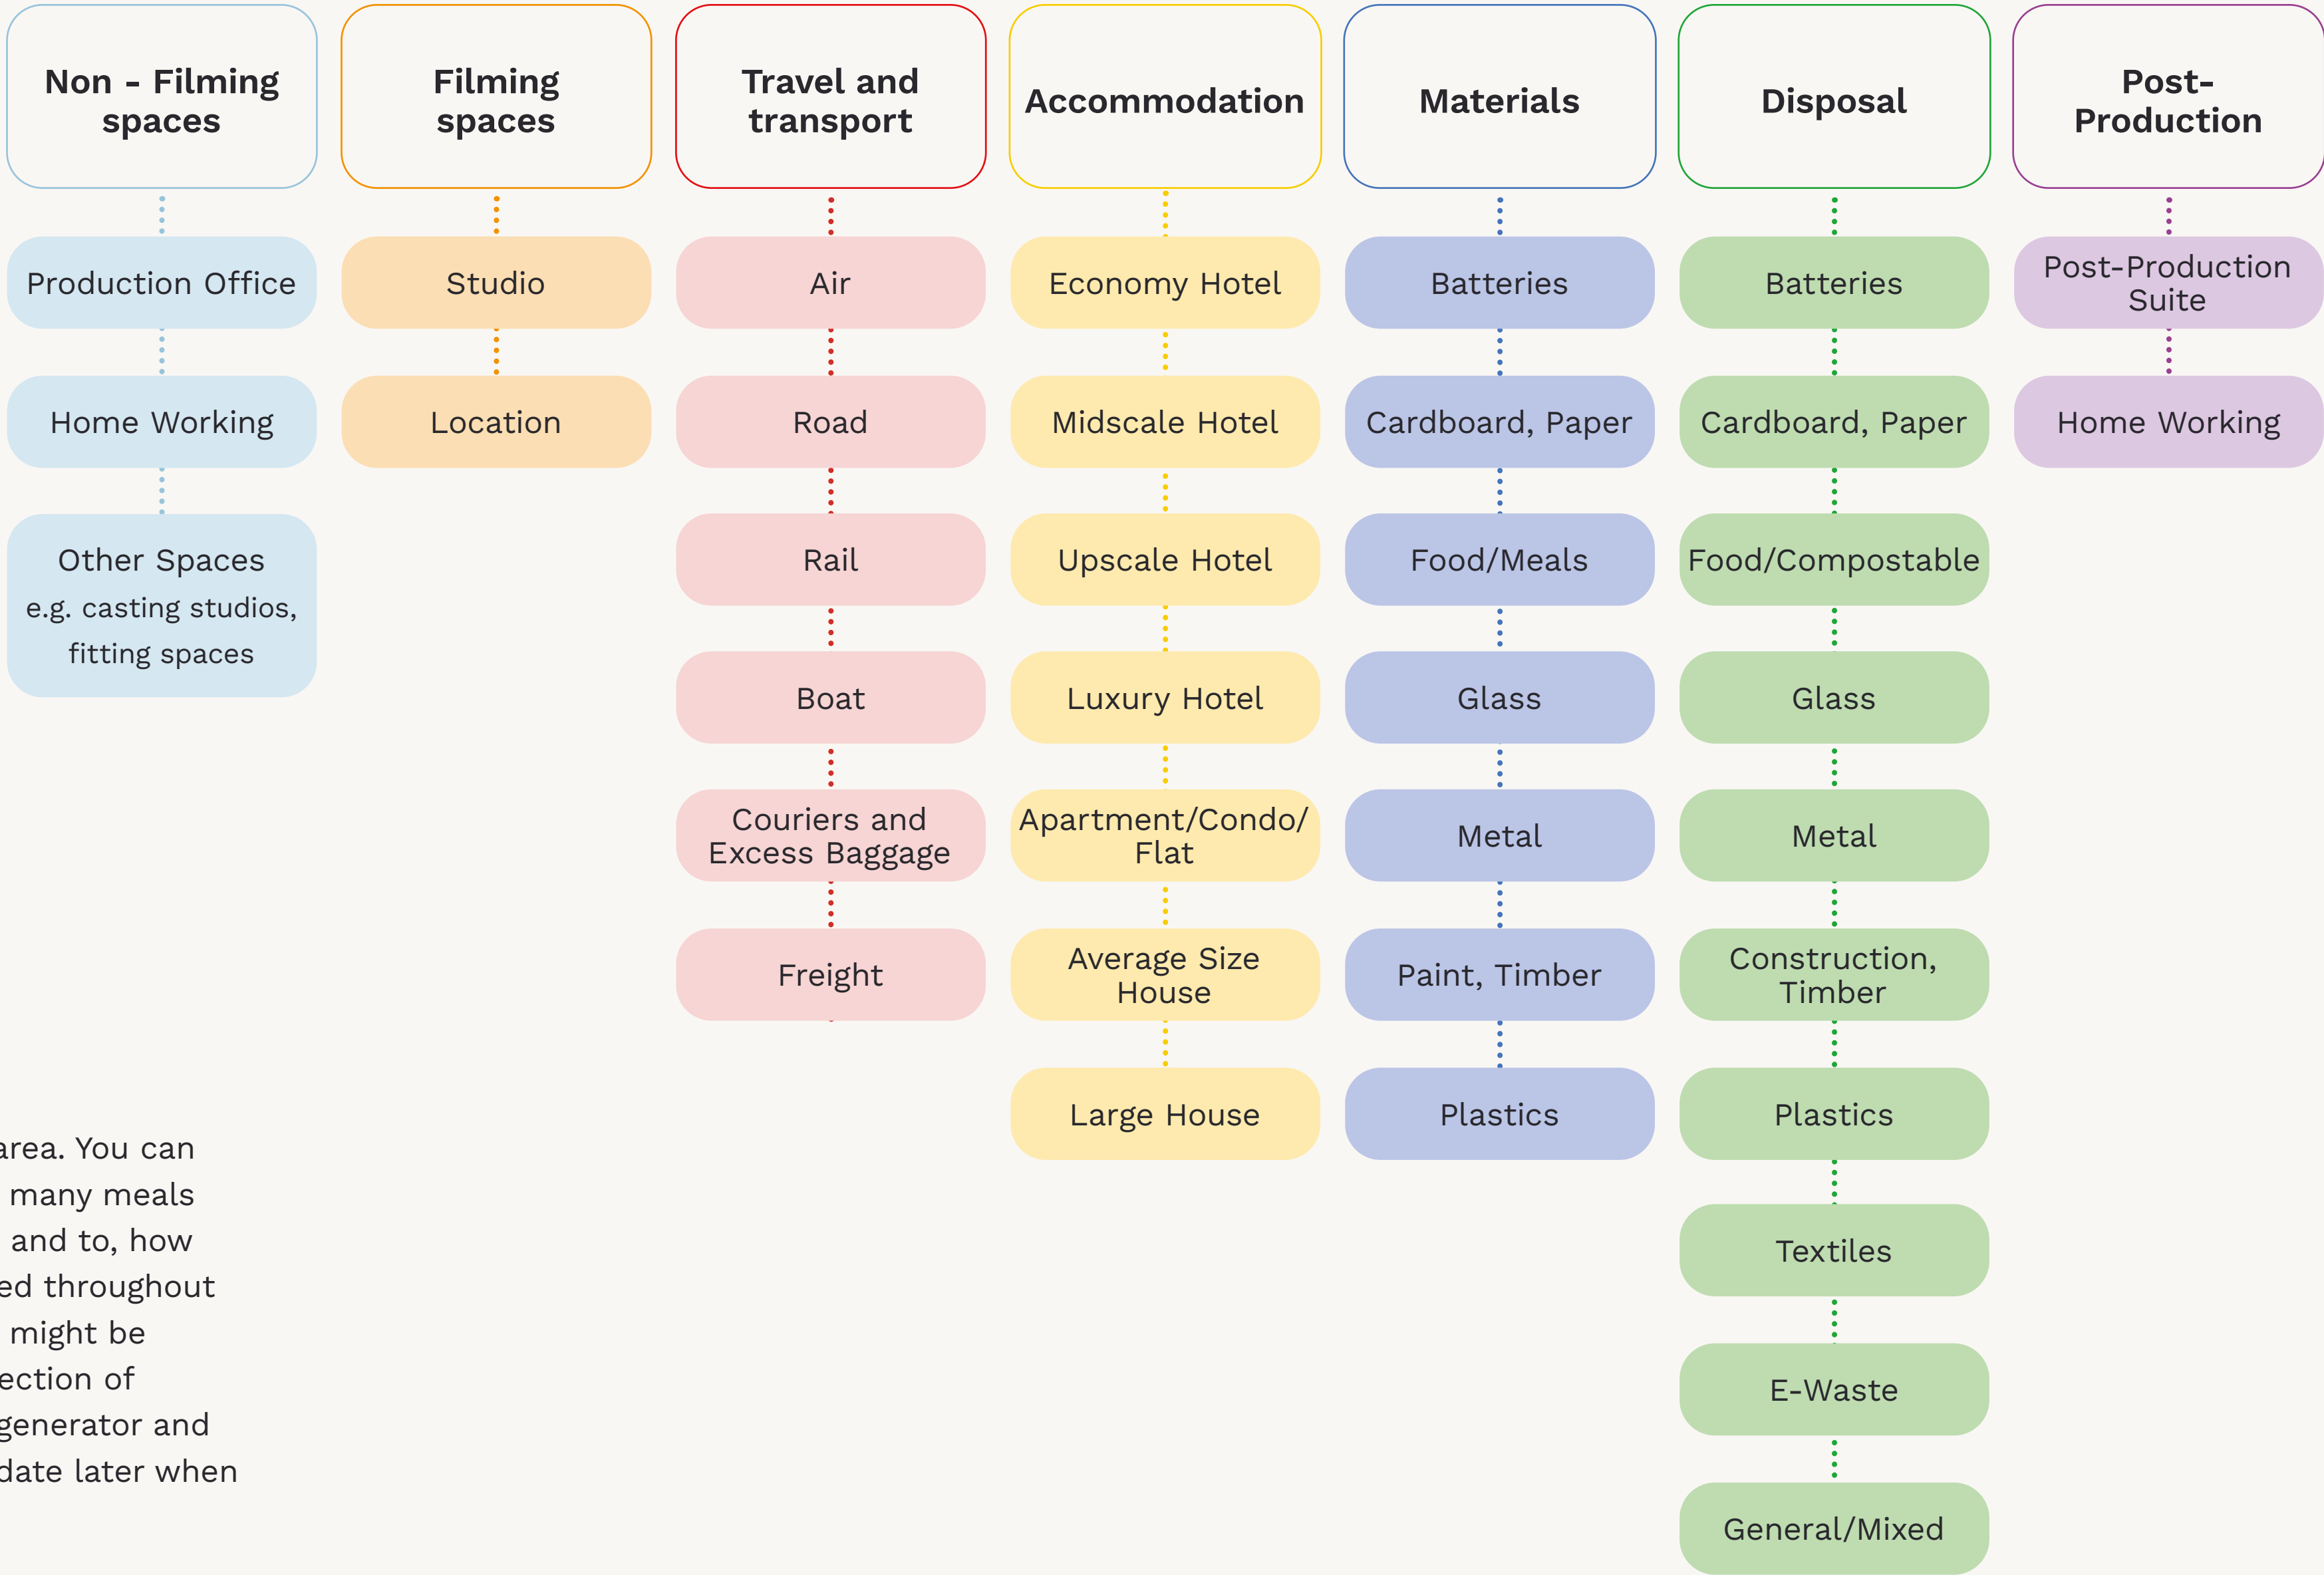 Non - Filming
spaces
Production Office
Home Working
Other Spaces
e.g. casting studios,
fitting spaces
Filming
spaces
Studio
Location
Travel and
transport
Air
Road
Rail
Boat
Couriers and
Excess Baggage
Freight
Accommodation
Economy Hotel
Midscale Hotel
Upscale Hotel
Luxury Hotel
Apartment/Condo/
Flat
Average Size
House
Large House
Materials
Batteries
Cardboard, Paper
Food/Meals
Glass
Metal
Paint, Timber
Plastics
Disposal
Batteries
Cardboard, Paper
Food/Compostable
Glass
Metal
Construction,
Timber
Plastics
Textiles
E-Waste
General/Mixed
Post-
Production
Post-Production
Suite
Home Working
area. You can
many meals
and to, how
ed throughout
might be
ection of
generator and
date later when